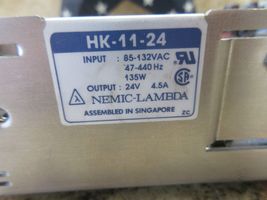 HK-11-24
INPUT : 85-132VAC
47-440 Hz
135W
OUTPUT : 24V 4.5A
NEMIC-LAMBDA
ASSEMBLED IN SINGAPORE
ZC